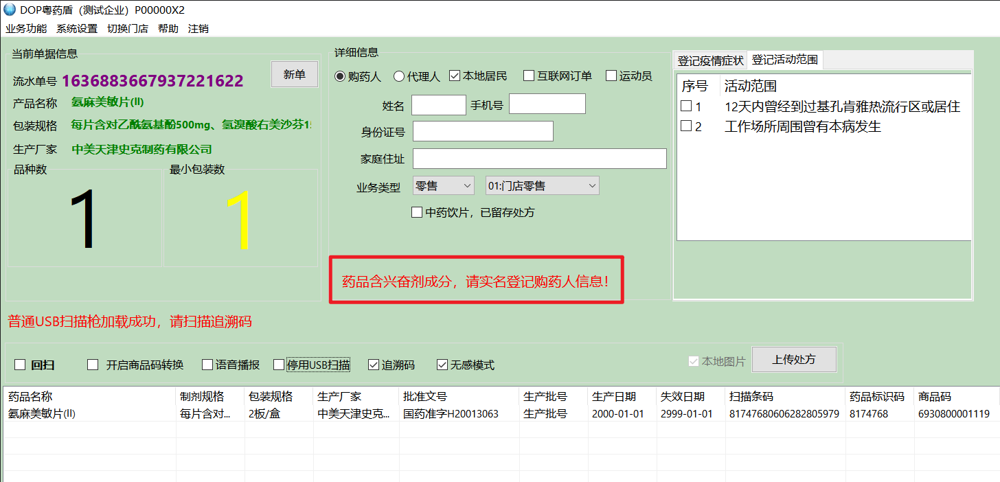 DOP粤药盾（测试企业）P00000X2
业务功能 系统设置 切换门店 帮助 注销
当前单据信息
流水单号 1636883667937221622 新单
产品名称 氨麻美敏片(II)
包装规格 每片含对乙酰氨基酚500mg、氢溴酸右美沙芬15
生产厂家 中美天津史克制药有限公司
品种数 最小包装数
1 1
详细信息
购药人 代理人 本地居民 互联网订单 运动员
姓名 手机号
身份证号
家庭住址
业务类型 零售 01:门店零售
中药饮片，已留存处方
药品含兴奋剂成分，请实名登记购药人信息！
登记疫情症状 登记活动范围
序号 活动范围
1 12天内曾经到过基孔肯雅热流行区或居住
2 工作场所周围曾有本病发生
普通USB扫描枪加载成功，请扫描追溯码
回扫 开启商品码转换 语音播报 停用USB扫描 追溯码 无感模式 本地图片 上传处方
药品名称 制剂规格 包装规格 生产厂家 批准文号 生产批号 生产日期 失效日期 扫描条码 药品标识码 商品码
氨麻美敏片(II) 每片含对... 2板/盒 中美天津史克... 国药准字H20013063 生产批号 2000-01-01 2999-01-01 81747680606282805979 8174768 6930800001119